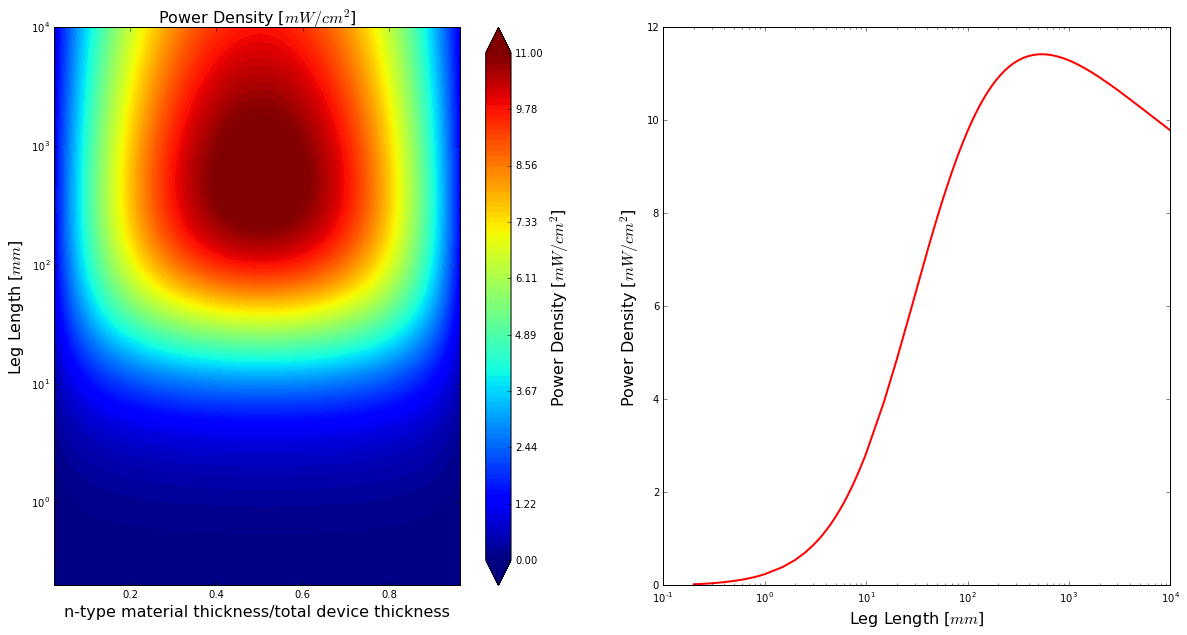 Power Density [mW/cm²]
10⁴
10³
10²
10¹
10⁰
Leg Length [mm]
0.2 0.4 0.6 0.8
n-type material thickness/total device thickness
11.00
9.78
8.56
7.33
6.11
4.89
3.67
2.44
1.22
0.00
Power Density [mW/cm²]
12
10
8
6
4
2
0
Power Density [mW/cm²]
10⁻¹ 10⁰ 10¹ 10² 10³ 10⁴
Leg Length [mm]